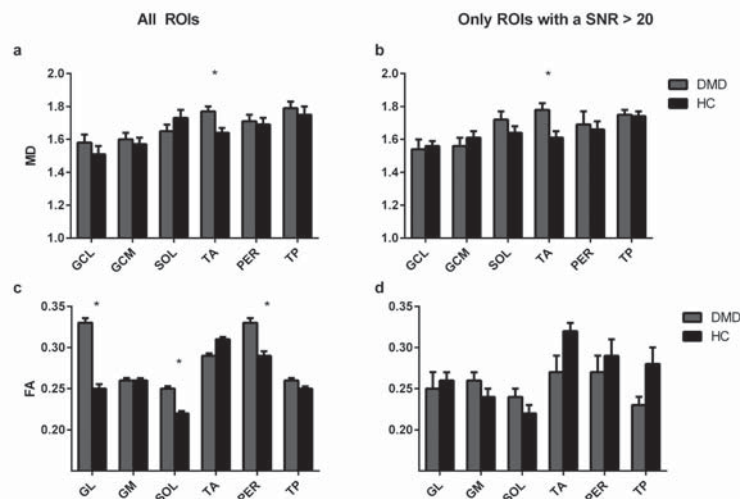 All ROIs
Only ROIs with a SNR > 20
a
*
2.0
1.8
1.6
1.4
1.2
1.0
MD
GCL
GCM
SOL
TA
PER
TP
b
*
2.0
1.8
1.6
1.4
1.2
1.0
GCL
GCM
SOL
TA
PER
TP
DMD
HC
c
*
*
*
0.35
0.30
0.25
0.20
FA
GL
GM
SOL
TA
PER
TP
d
0.35
0.30
0.25
0.20
GL
GM
SOL
TA
PER
TP
DMD
HC